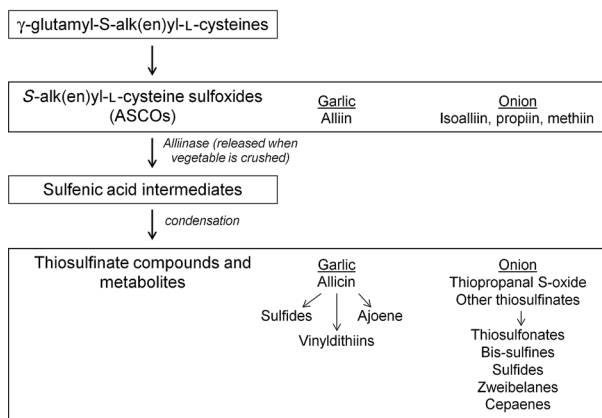 γ-glutamyl-S-alk(en)yl-L-cysteines
S-alk(en)yl-L-cysteine sulfoxides
(ASCOs)
Garlic
Alliin
Onion
Isoalliin, propiin, methiin
Alliinase (released when
vegetable is crushed)
Sulfenic acid intermediates
condensation
Thiosulfinate compounds and
metabolites
Garlic
Allicin
Sulfides
Ajoene
Vinyldithiins
Onion
Thiopropanal S-oxide
Other thiosulfinates
Thiosulfonates
Bis-sulfines
Sulfides
Zweibelanes
Cepaenes